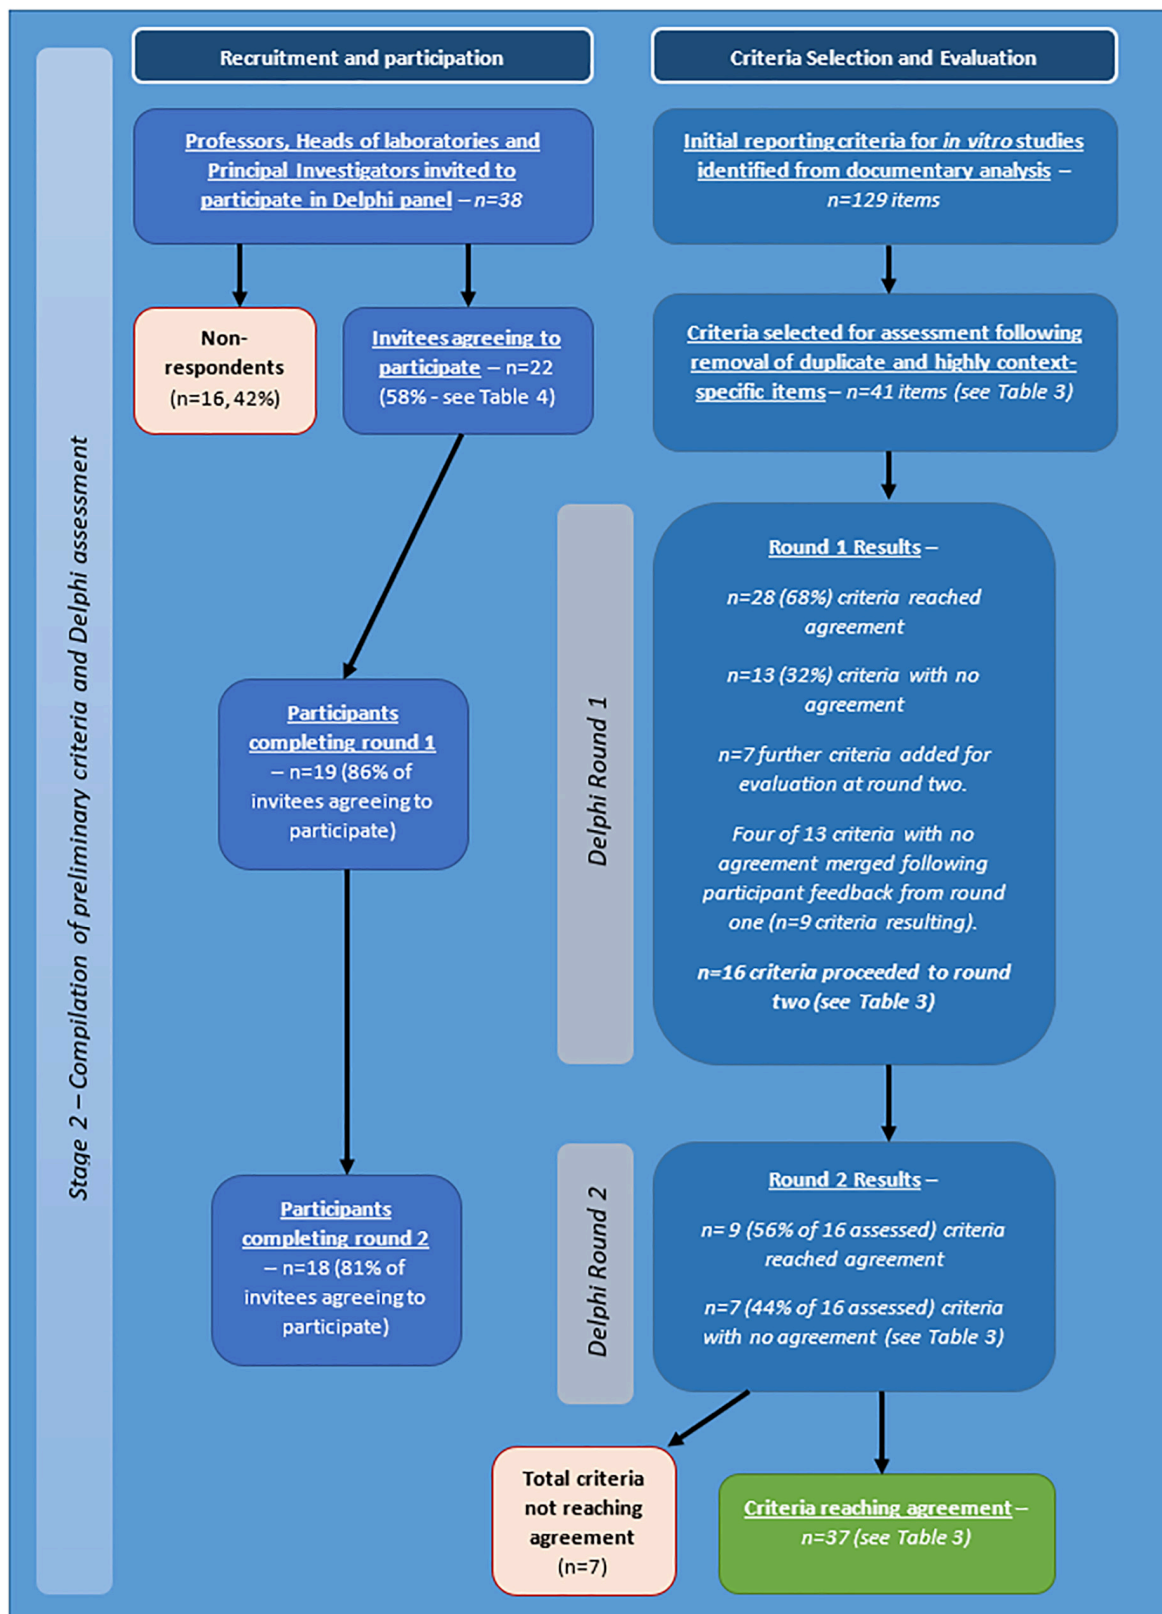 Stage 2 – Compilation of preliminary criteria and Delphi assessment
Recruitment and participation
Professors, Heads of laboratories and
Principal Investigators invited to
participate in Delphi panel – n=38
Non-
respondents
(n=16, 42%)
Invitees agreeing to
participate – n=22
(58% - see Table 4)
Participants
completing round 1
– n=19 (86% of
invitees agreeing to
participate)
Participants
completing round 2
– n=18 (81% of
invitees agreeing to
participate)
Criteria Selection and Evaluation
Initial reporting criteria for in vitro studies
identified from documentary analysis –
n=129 items
Criteria selected for assessment following
removal of duplicate and highly context-
specific items – n=41 items (see Table 3)
Delphi Round 1
Round 1 Results –
n=28 (68%) criteria reached
agreement
n=13 (32%) criteria with no
agreement
n=7 further criteria added for
evaluation at round two.
Four of 13 criteria with no
agreement merged following
participant feedback from round
one (n=9 criteria resulting).
n=16 criteria proceeded to round
two (see Table 3)
Delphi Round 2
Round 2 Results –
n= 9 (56% of 16 assessed) criteria
reached agreement
n=7 (44% of 16 assessed) criteria
with no agreement (see Table 3)
Total criteria
not reaching
agreement
(n=7)
Criteria reaching agreement –
n=37 (see Table 3)